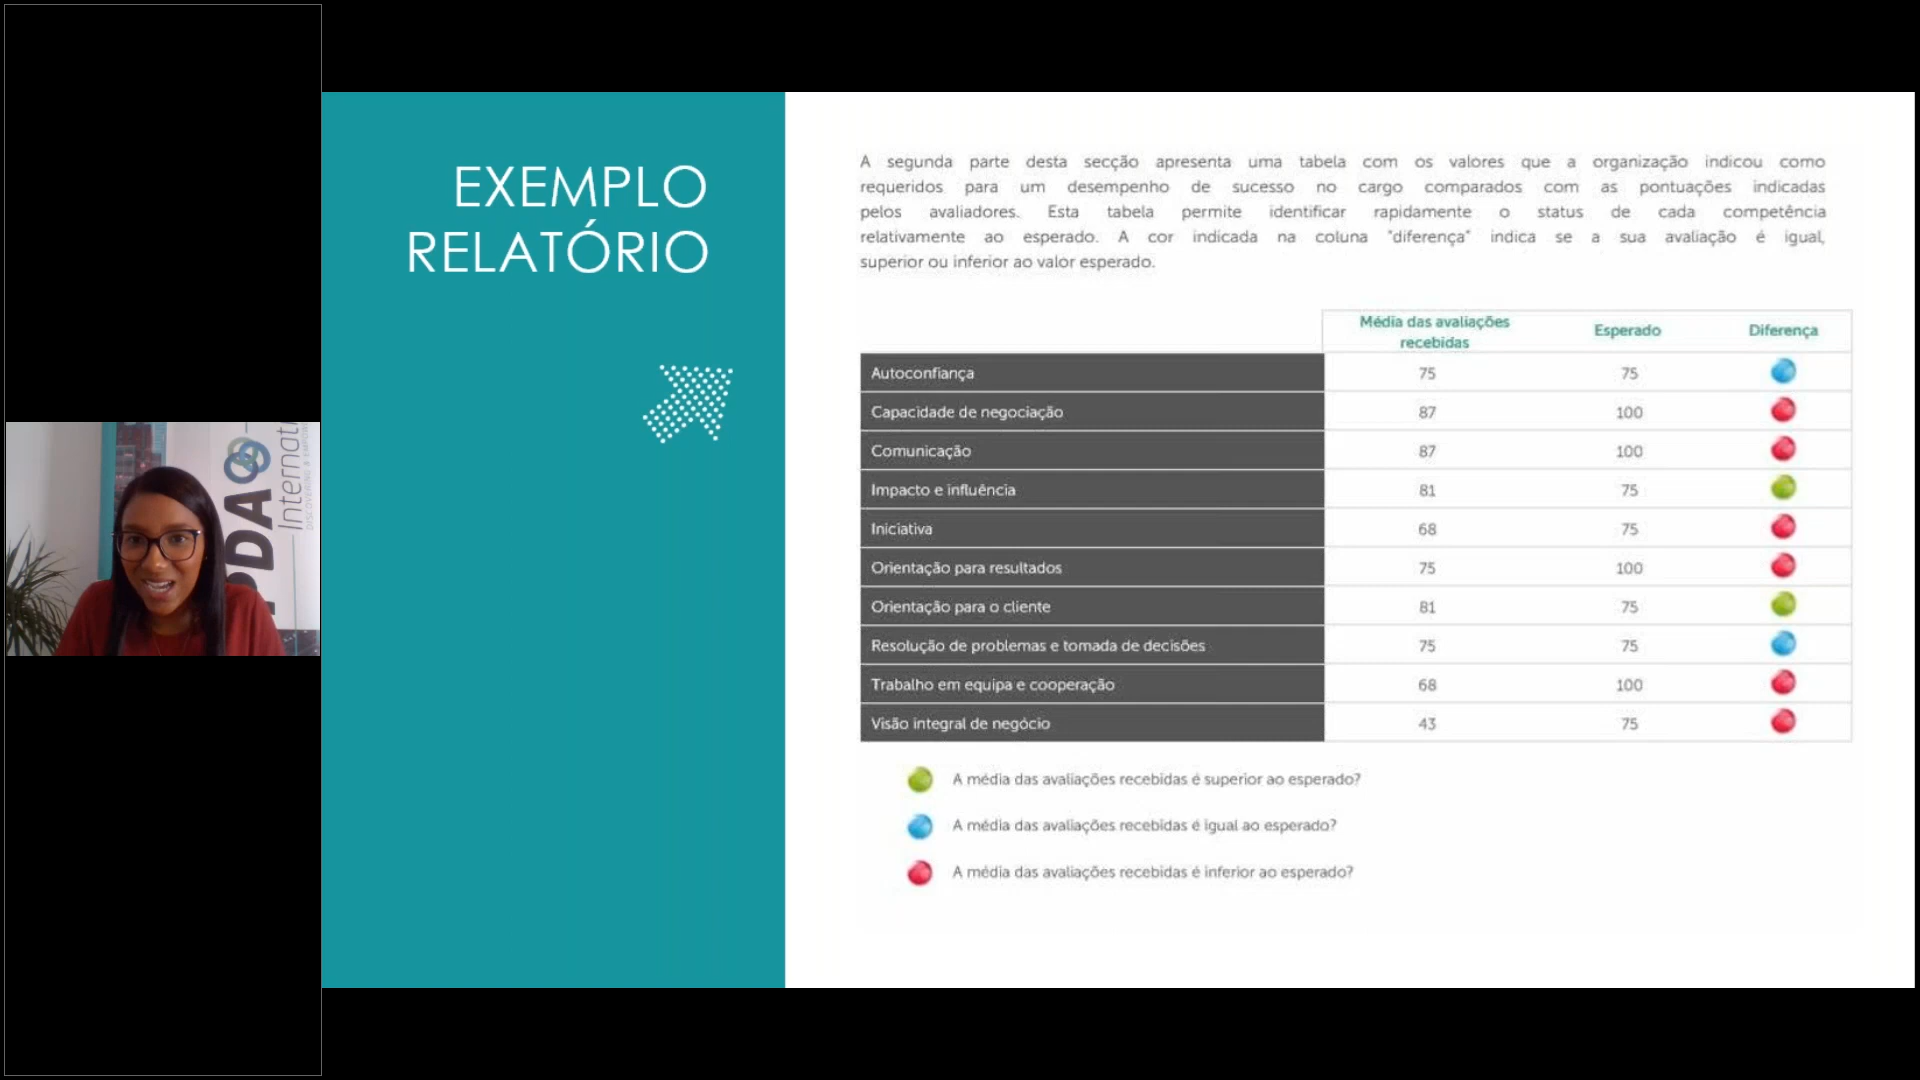 EXEMPLO
RELATÓRIO
A segunda parte desta secção apresenta uma tabela com os valores que a organização indicou como
requeridos para um desempenho de sucesso no cargo comparados com as pontuações indicadas
pelos avaliadores. Esta tabela permite identificar rapidamente o status de cada competência
relativamente ao esperado. A cor indicada na coluna "diferença" indica se a sua avaliação é igual,
superior ou inferior ao valor esperado.
Média das avaliações
recebidas
Esperado
Diferença
Autoconfiança 75 75
Capacidade de negociação 87 100
Comunicação 87 100
Impacto e influência 81 75
Iniciativa 68 75
Orientação para resultados 75 100
Orientação para o cliente 81 75
Resolução de problemas e tomada de decisões 75 75
Trabalho em equipa e cooperação 68 100
Visão integral de negócio 43 75
A média das avaliações recebidas é superior ao esperado?
A média das avaliações recebidas é igual ao esperado?
A média das avaliações recebidas é inferior ao esperado?
PDA
Internati